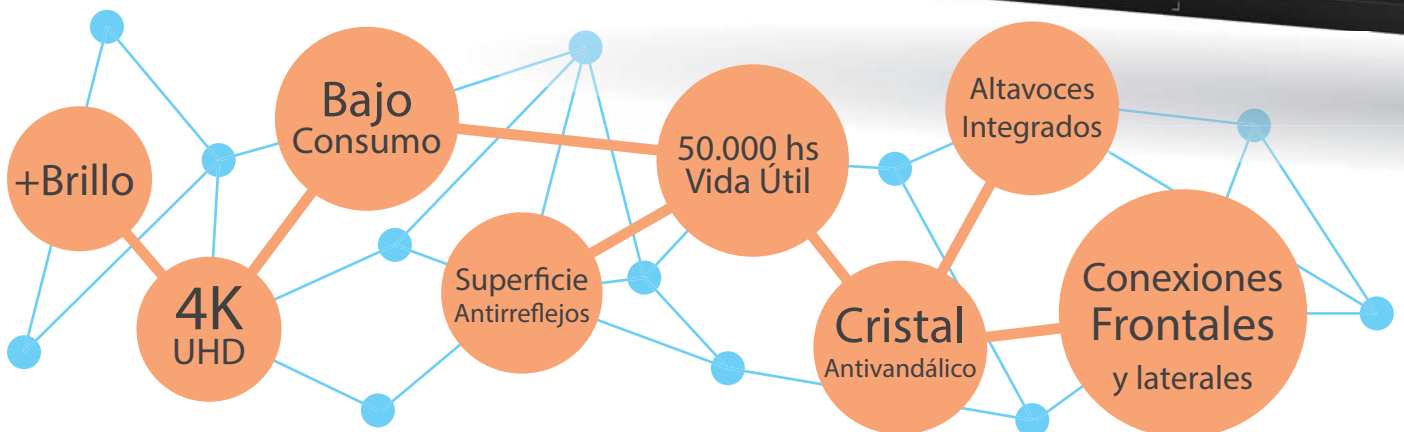 +Brillo
4K
UHD
Bajo
Consumo
Superficie
Antirreflejos
50.000 hs
Vida Útil
Cristal
Antivandálico
Altavoces
Integrados
Conexiones
Frontales
y laterales